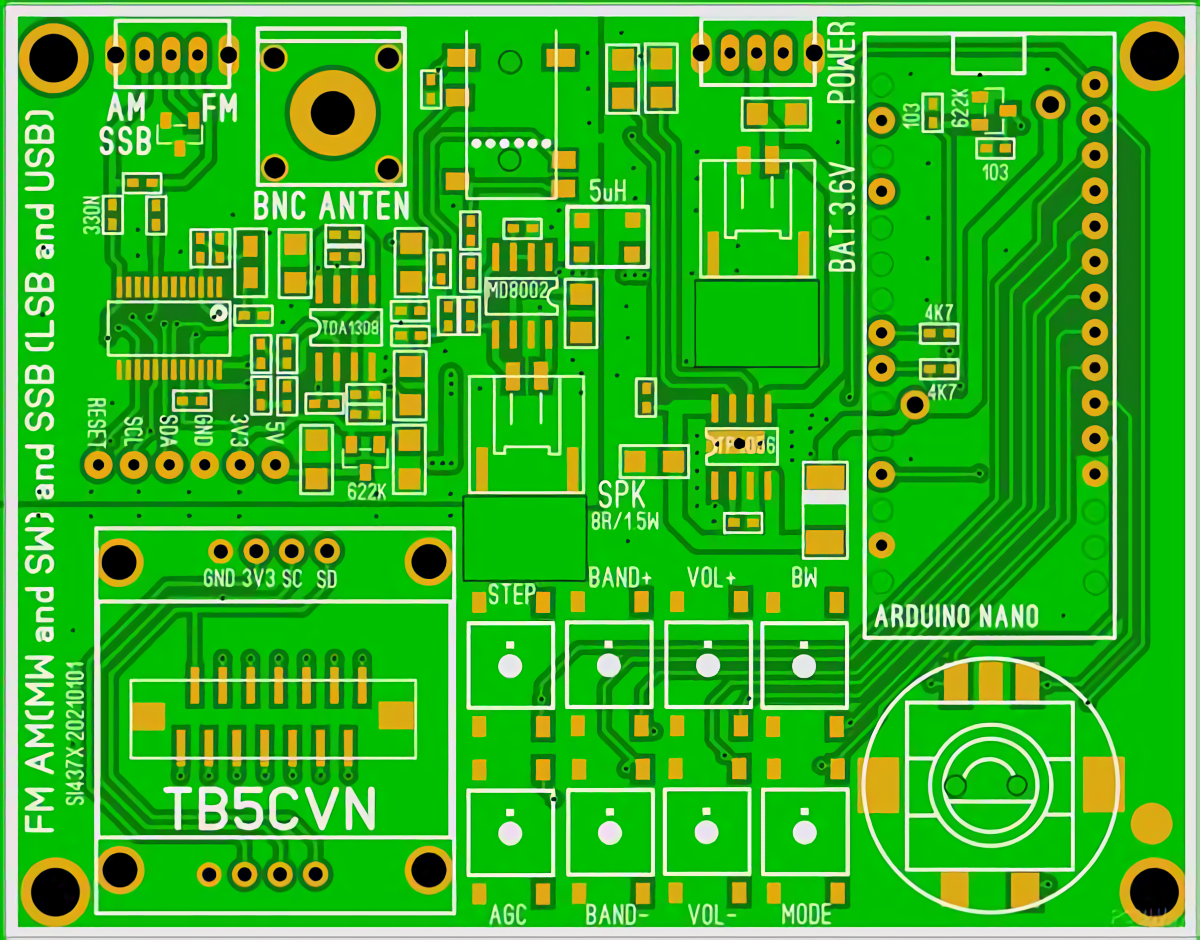 AM FM
SSB
BNC ANTEN
POWER
BAT 3.6V
103
622K
103
5uH
330N
MD8002
TDA1308
4K7
4K7
RESET
SCL
SDA
GND
3V3
5V
622K
SPK
8R/1.5W
ARDUINO NANO
FM AM(MW and SW) and SSB (LSB and USB)
SI437X 20210101
GND 3V3 SC SD
TB5CVN
STEP BAND+ VOL+ BW
AGC BAND- VOL- MODE